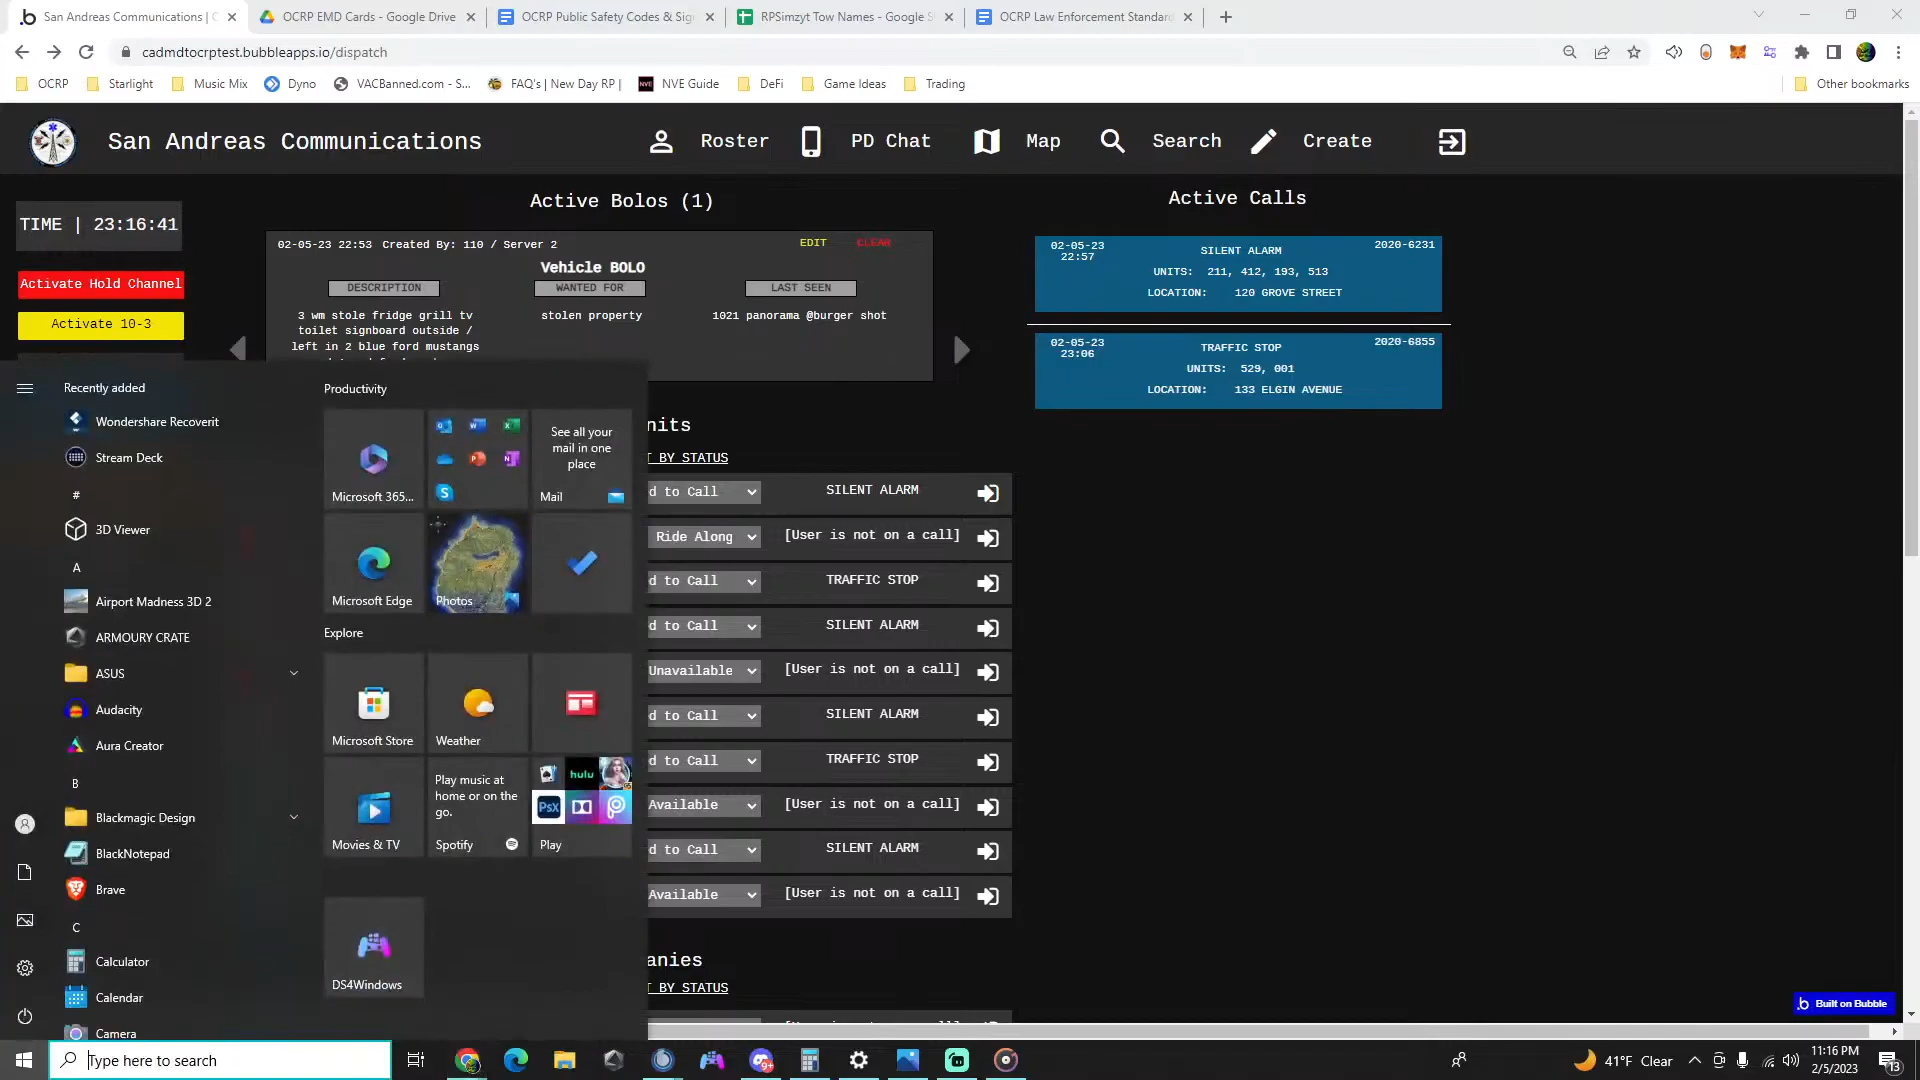 San Andreas Communications | C
OCRP EMD Cards - Google Drive
OCRP Public Safety Codes & Sig
RPSimzyt Tow Names - Google S
OCRP Law Enforcement Standard
cadmdtocrptest.bubbleapps.io/dispatch
OCRP
Starlight
Music Mix
Dyno
VACBanned.com - S...
FAQ's | New Day RP |
NVE Guide
DeFi
Game Ideas
Trading
Other bookmarks
San Andreas Communications
Roster
PD Chat
Map
Search
Create
TIME | 23:16:41
Activate Hold Channel
Activate 10-3
Active Bolos (1)
02-05-23 22:53 Created By: 110 / Server 2
EDIT
CLEAR
Vehicle BOLO
DESCRIPTION
WANTED FOR
LAST SEEN
3 wm stole fridge grill tv
toilet signboard outside /
left in 2 blue ford mustangs
stolen property
1021 panorama @burger shot
Active Calls
02-05-23
22:57
SILENT ALARM
2020-6231
UNITS: 211, 412, 193, 513
LOCATION: 120 GROVE STREET
02-05-23
23:06
TRAFFIC STOP
2020-6855
UNITS: 529, 001
LOCATION: 133 ELGIN AVENUE
nits
T BY STATUS
d to Call SILENT ALARM
Ride Along [User is not on a call]
d to Call TRAFFIC STOP
d to Call SILENT ALARM
Unavailable [User is not on a call]
d to Call SILENT ALARM
d to Call TRAFFIC STOP
Available [User is not on a call]
d to Call SILENT ALARM
Available [User is not on a call]
anies
T BY STATUS
Built on Bubble
Recently added
Wondershare Recoverit
Stream Deck
#
3D Viewer
A
Airport Madness 3D 2
ARMOURY CRATE
ASUS
Audacity
Aura Creator
B
Blackmagic Design
BlackNotepad
Brave
C
Calculator
Calendar
Camera
Productivity
Microsoft 365...
See all your
mail in one
place
Mail
Microsoft Edge
Photos
Explore
Microsoft Store
Weather
Movies & TV
Play music at
home or on the
go.
Spotify
hulu
Psx
Play
DS4Windows
Type here to search
9+
41°F Clear
11:16 PM
2/5/2023
13